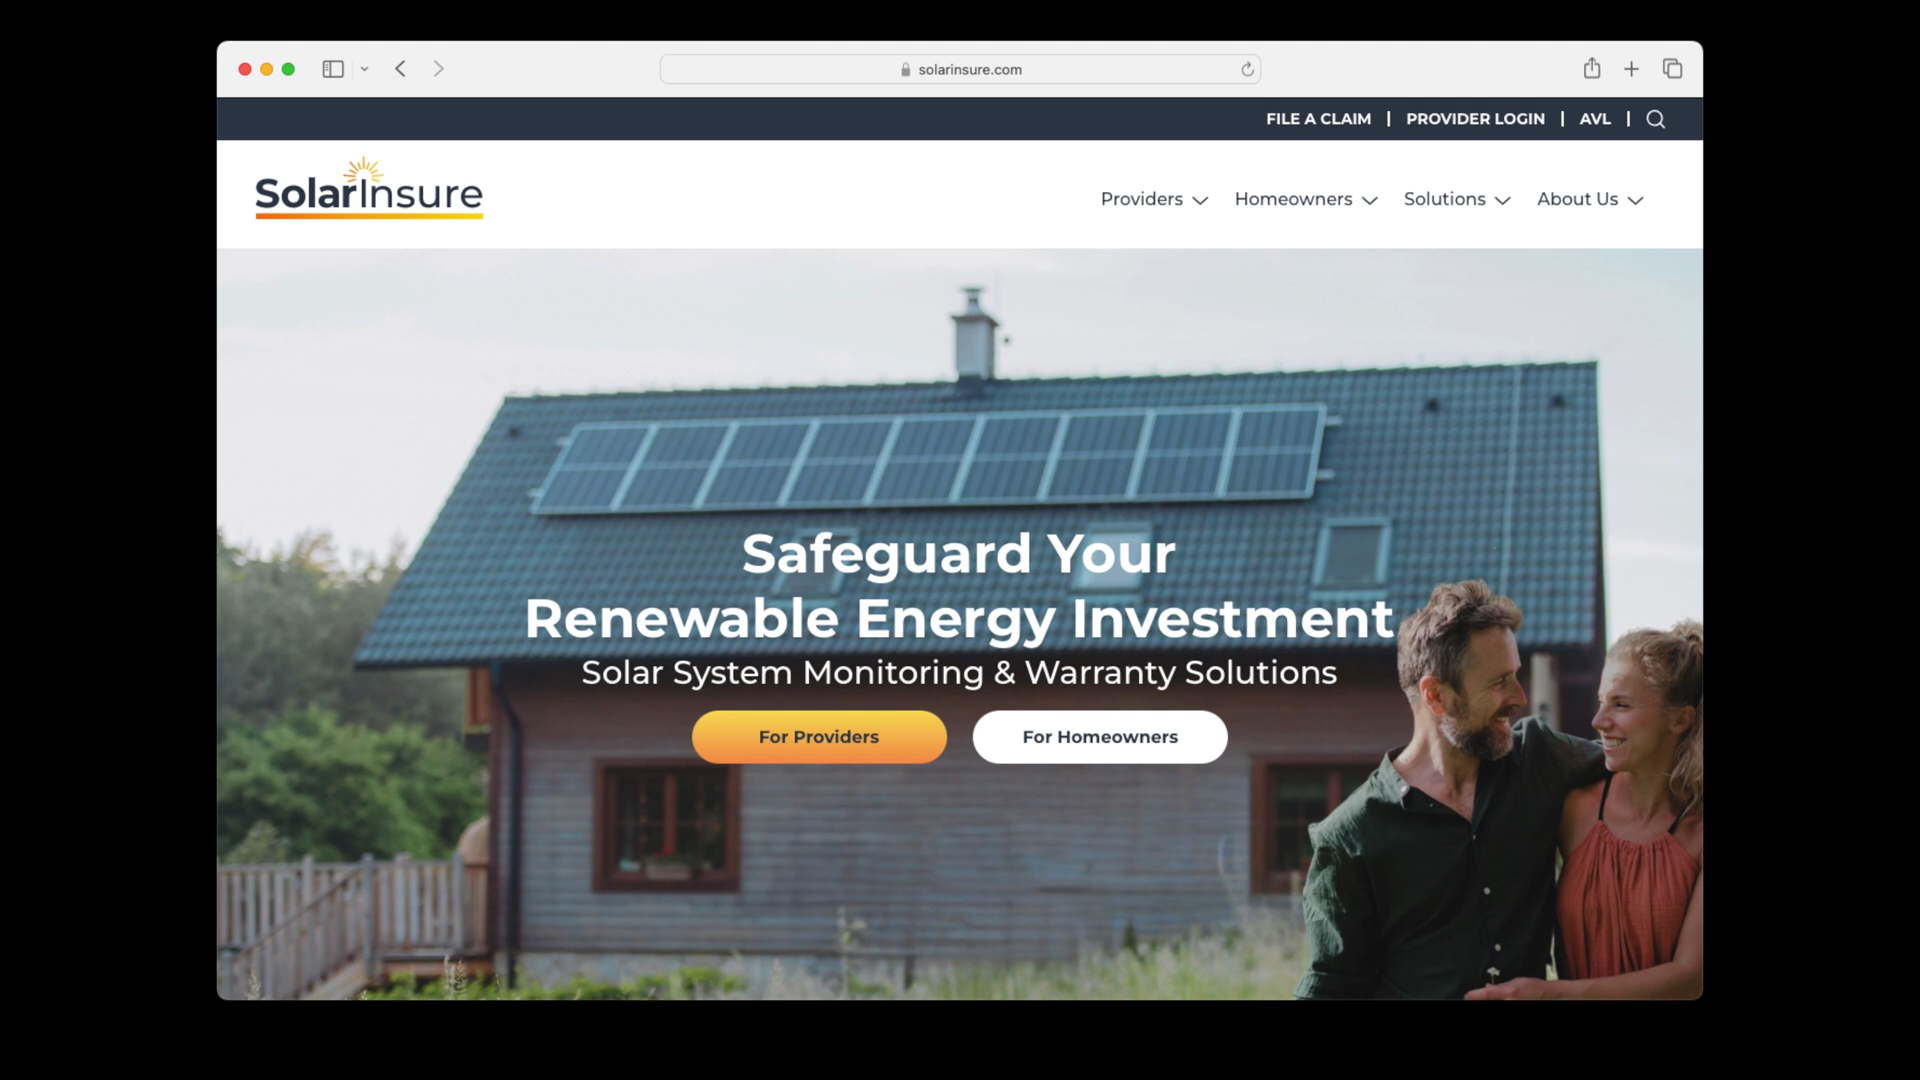 solarinsure.com
FILE A CLAIM | PROVIDER LOGIN | AVL |
SolarInsure
Providers Homeowners Solutions About Us
Safeguard Your
Renewable Energy Investment
Solar System Monitoring & Warranty Solutions
For Providers For Homeowners